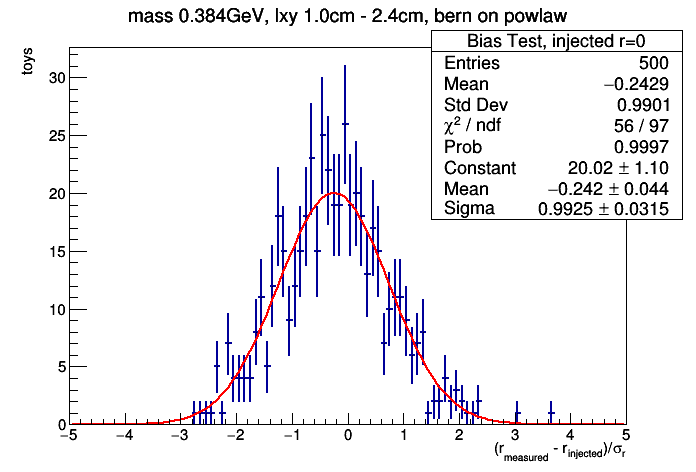 mass 0.384GeV, lxy 1.0cm - 2.4cm, bern on powlaw
toys
Bias Test, injected r=0
Entries 500
Mean −0.2429
Std Dev 0.9901
χ² / ndf 56 / 97
Prob 0.9997
Constant 20.02 ± 1.10
Mean −0.242 ± 0.044
Sigma 0.9925 ± 0.0315
30
25
20
15
10
5
0
−5 −4 −3 −2 −1 0 1 2 3 4 5
(r_measured - r_injected)/σ_r